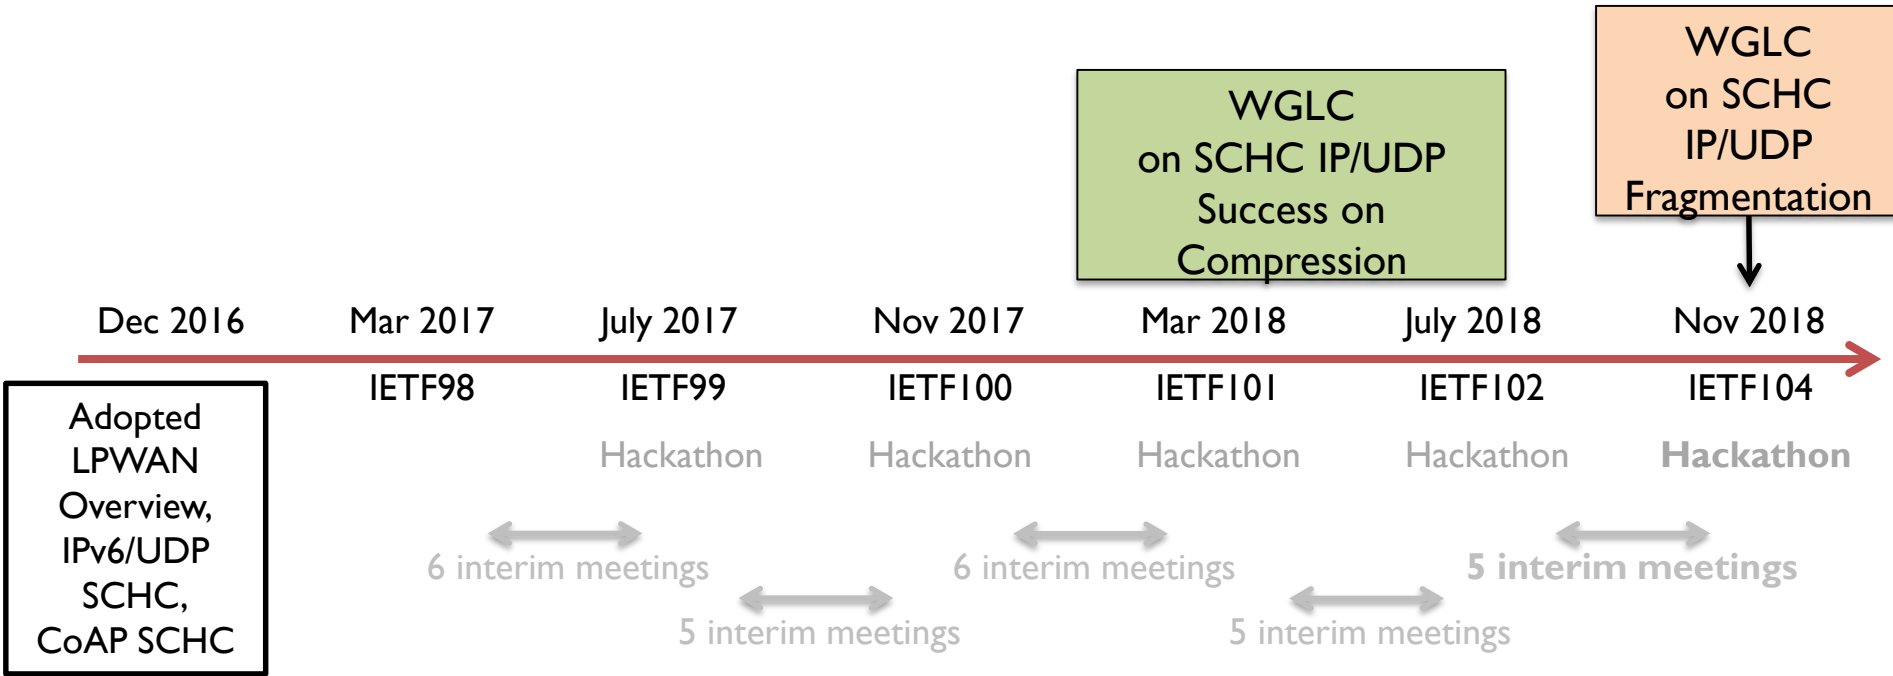 WGLC
on SCHC IP/UDP
Success on
Compression
WGLC
on SCHC
IP/UDP
Fragmentation
Dec 2016
Mar 2017
July 2017
Nov 2017
Mar 2018
July 2018
Nov 2018
IETF98
IETF99
IETF100
IETF101
IETF102
IETF104
Adopted
LPWAN
Overview,
IPv6/UDP
SCHC,
CoAP SCHC
Hackathon
Hackathon
Hackathon
Hackathon
Hackathon
6 interim meetings
6 interim meetings
5 interim meetings
5 interim meetings
5 interim meetings